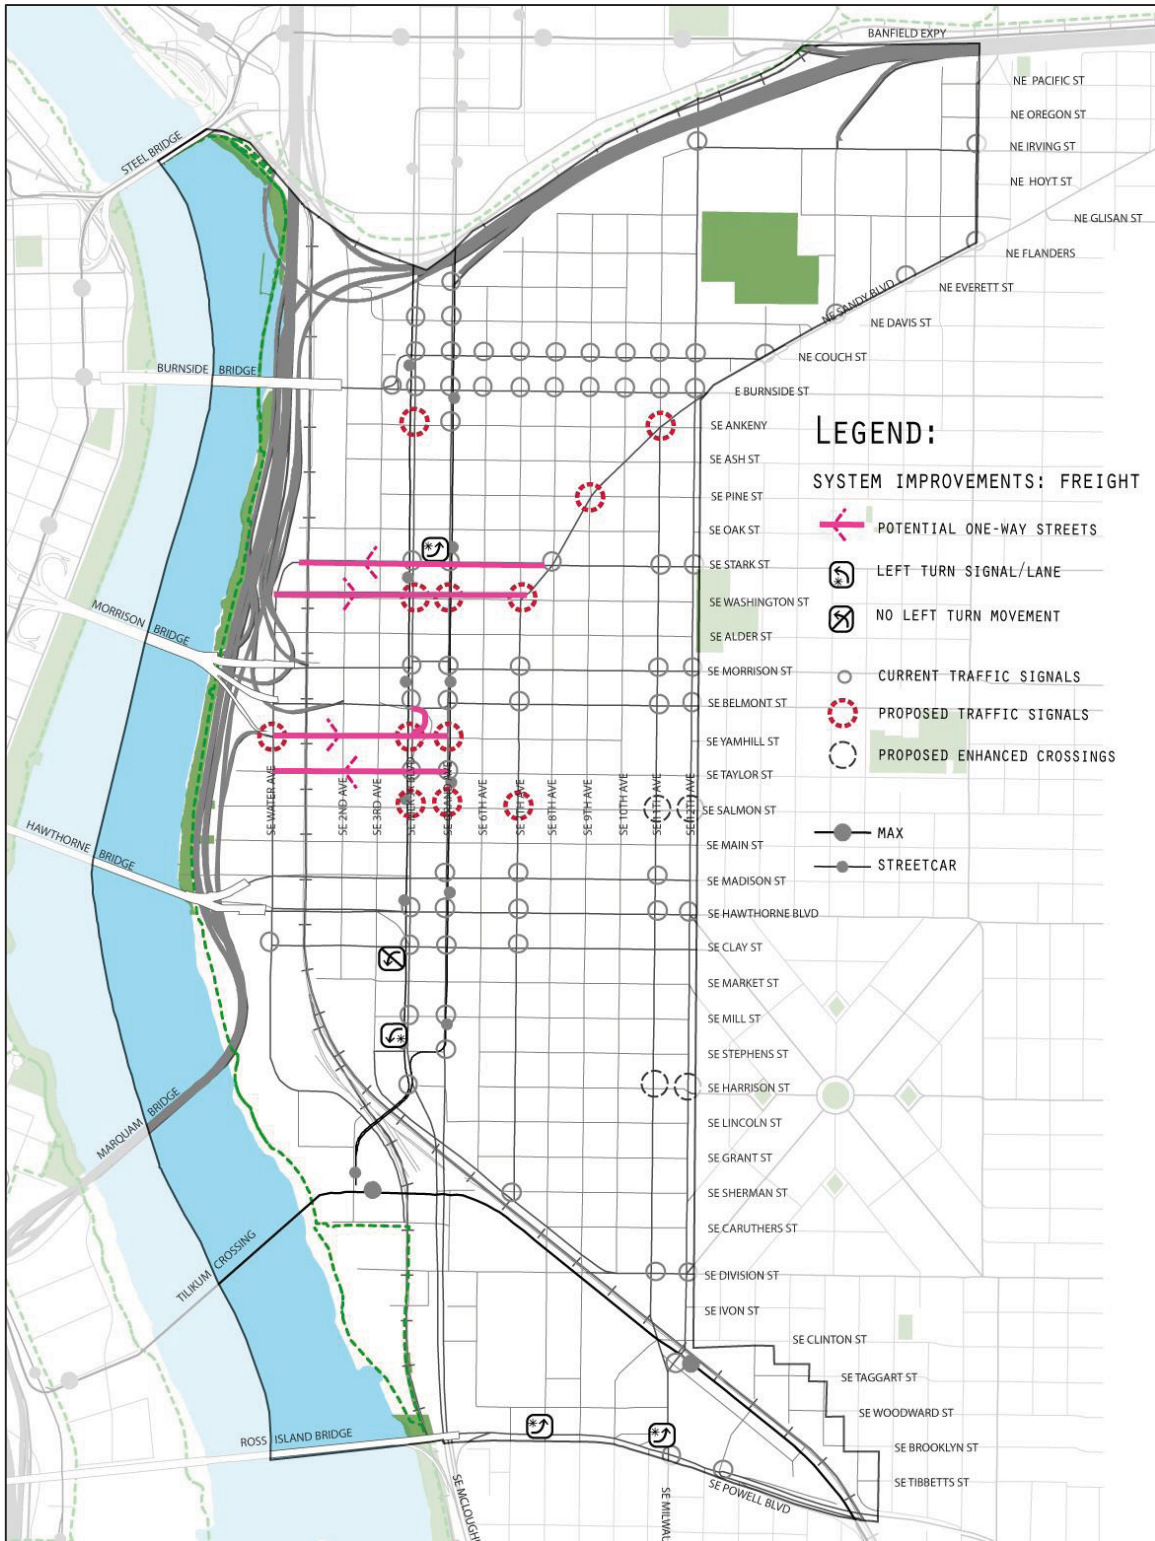 BANFIELD EXPY
NE PACIFIC ST
NE OREGON ST
STEEL BRIDGE
NE IRVING ST
NE HOYT ST
NE GLISAN ST
NE FLANDERS
NE EVERETT ST
NE SANDY BLVD
NE DAVIS ST
NE COUCH ST
BURNSIDE BRIDGE
E BURNSIDE ST
SE ANKENY
LEGEND:
SE ASH ST
SYSTEM IMPROVEMENTS: FREIGHT
SE PINE ST
POTENTIAL ONE-WAY STREETS
SE OAK ST
SE STARK ST
LEFT TURN SIGNAL/LANE
SE WASHINGTON ST
MORRISON BRIDGE
NO LEFT TURN MOVEMENT
SE ALDER ST
SE MORRISON ST
CURRENT TRAFFIC SIGNALS
SE BELMONT ST
PROPOSED TRAFFIC SIGNALS
SE YAMHILL ST
PROPOSED ENHANCED CROSSINGS
SE TAYLOR ST
SE WATER AVE
SE 2ND AVE
SE 3RD AVE
SE 6TH AVE
SE 8TH AVE
SE 9TH AVE
SE 10TH AVE
SE SALMON ST
MAX
SE MAIN ST
HAWTHORNE BRIDGE
STREETCAR
SE MADISON ST
SE HAWTHORNE BLVD
SE CLAY ST
SE MARKET ST
SE MILL ST
SE STEPHENS ST
SE HARRISON ST
MARQUAM BRIDGE
SE LINCOLN ST
SE GRANT ST
SE SHERMAN ST
SE CARUTHERS ST
TILIKUM CROSSING
SE DIVISION ST
SE IVON ST
SE CLINTON ST
SE TAGGART ST
SE WOODWARD ST
ROSS ISLAND BRIDGE
SE BROOKLYN ST
SE TIBBETTS ST
SE POWELL BLVD
SE MCLOUGH
SE MILWAU